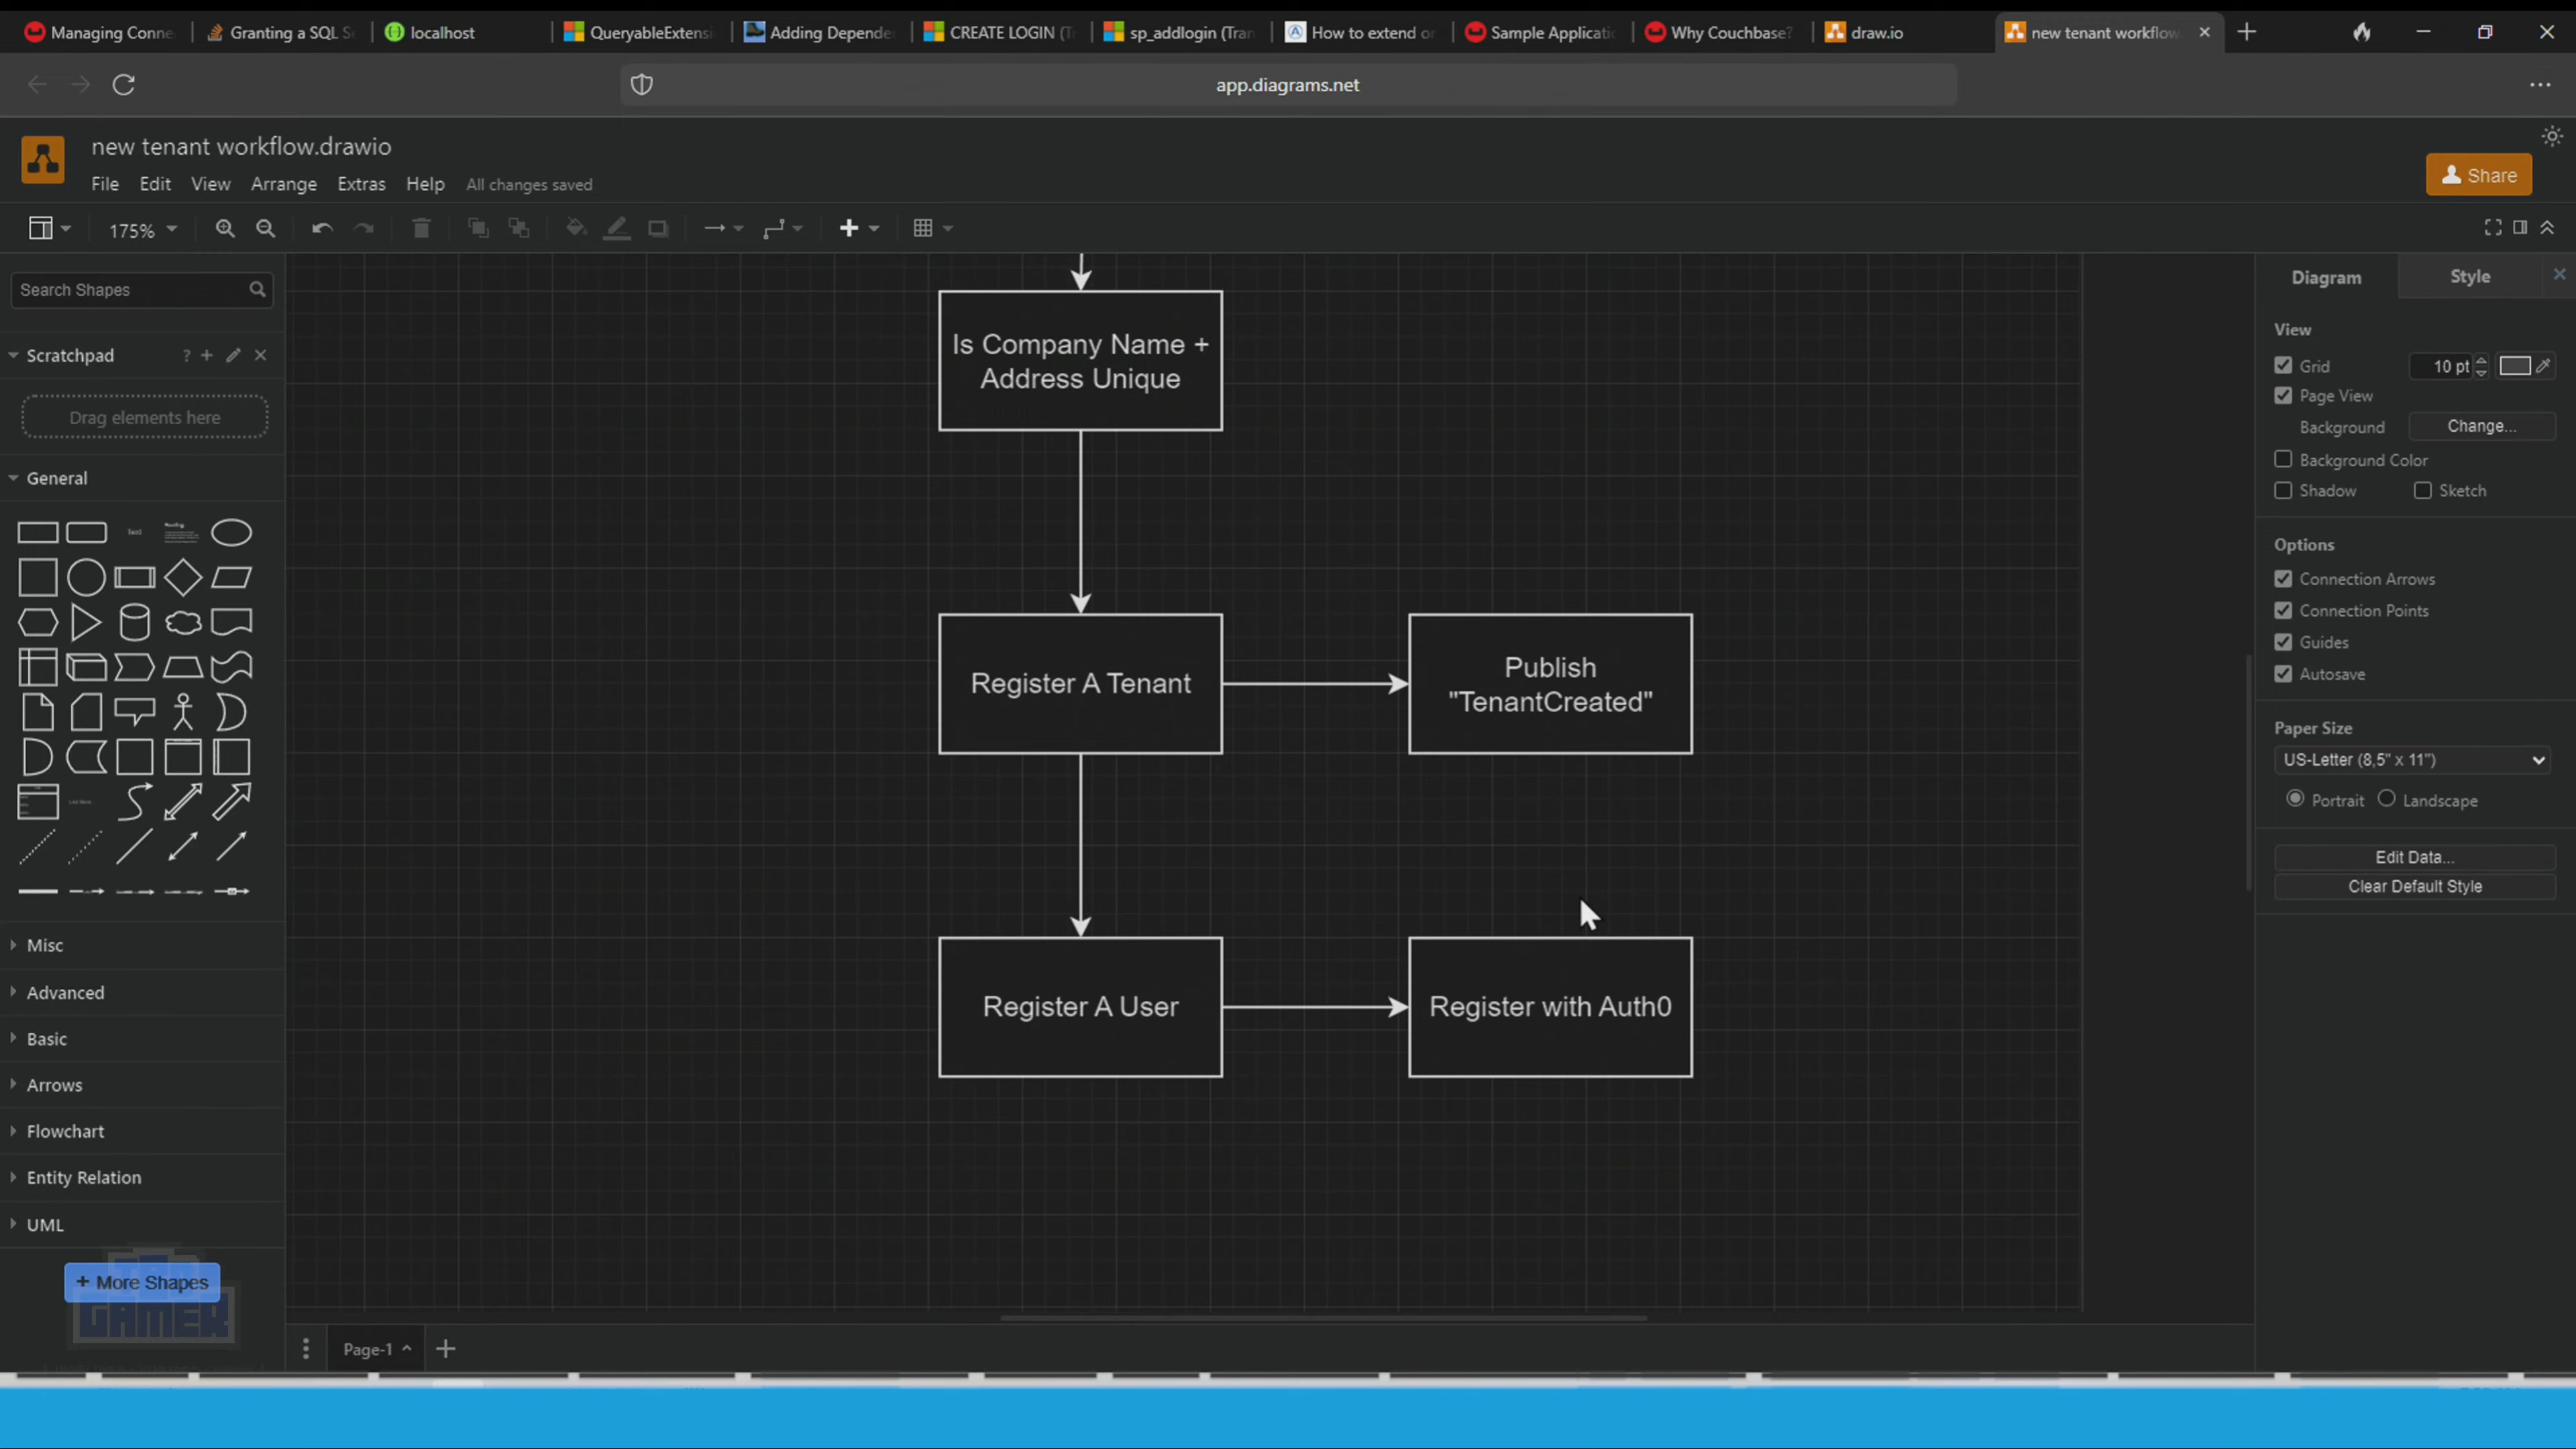 Managing Conne
Granting a SQL S
localhost
QueryableExtensi
Adding Depende
CREATE LOGIN (T
sp_addlogin (Tran
How to extend or
Sample Applicati
Why Couchbase?
draw.io
new tenant workflow
app.diagrams.net
new tenant workflow.drawio
File Edit View Arrange Extras Help All changes saved
Share
175%
Search Shapes
Scratchpad
Drag elements here
General
Misc
Advanced
Basic
Arrows
Flowchart
Entity Relation
UML
+ More Shapes
GAMER
Is Company Name +
Address Unique
Register A Tenant
Publish
"TenantCreated"
Register A User
Register with Auth0
Page-1
Diagram
Style
View
Grid
10 pt
Page View
Background
Change...
Background Color
Shadow
Sketch
Options
Connection Arrows
Connection Points
Guides
Autosave
Paper Size
US-Letter (8,5" x 11")
Portrait
Landscape
Edit Data...
Clear Default Style